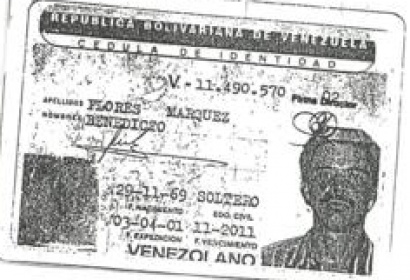 REPUBLICA BOLIVARIANA DE VENEZUELA
CEDULA DE IDENTIDAD
V-11.490.570 Firma Director 02
APELLIDOS FLORES MARQUEZ
NOMBRES BENEDICTO
29-11-69 SOLTERO
F. NACIMIENTO EDO. CIVIL
03-04-01 11-2011
F. EXPEDICION F. VENCIMIENTO
VENEZOLANO